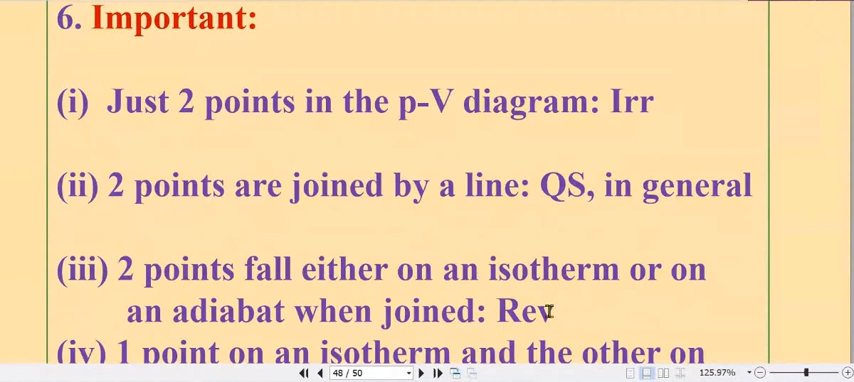 6. Important:
(i) Just 2 points in the p-V diagram: Irr
(ii) 2 points are joined by a line: QS, in general
(iii) 2 points fall either on an isotherm or on
an adiabat when joined: Rev
(iv) 1 point on an isotherm and the other on
48 / 50
125.97%